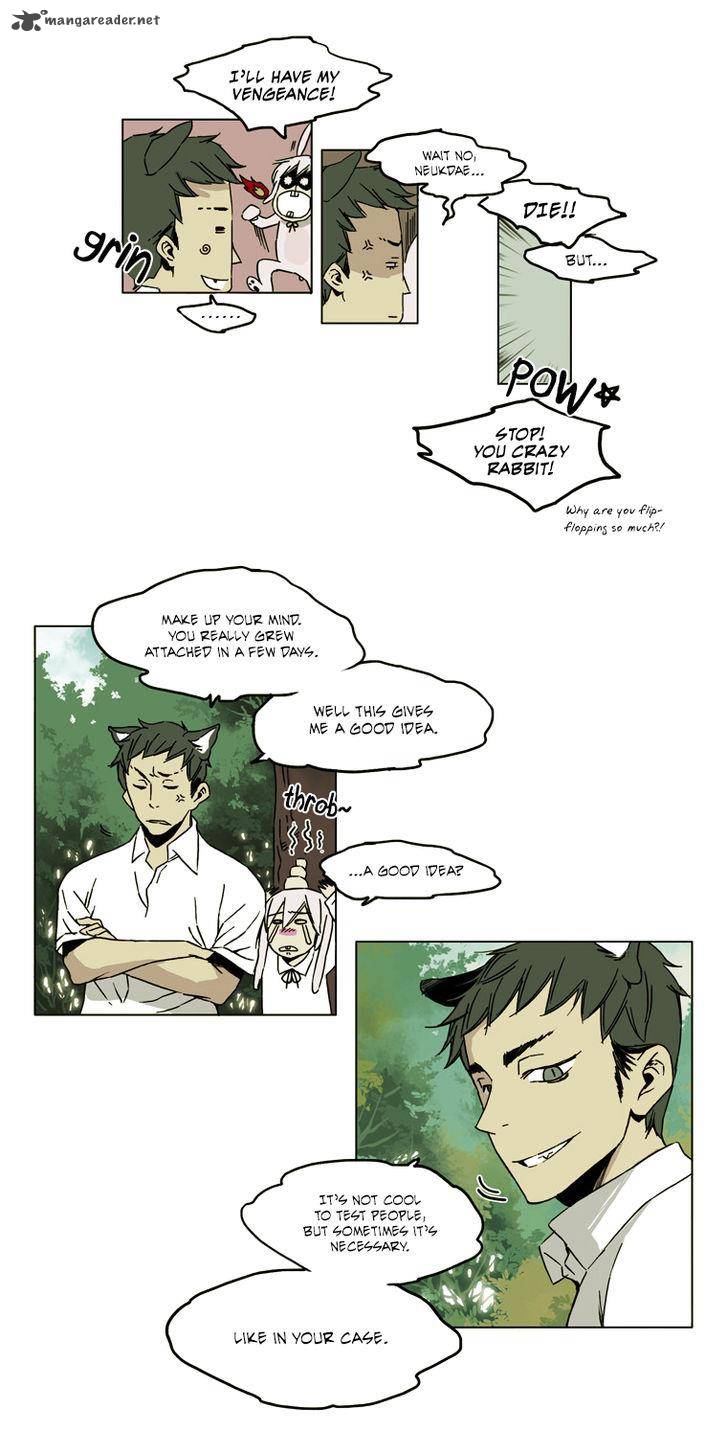 mangareader.net
I'LL HAVE MY
VENGEANCE!
grin
......
WAIT NO,
NEUKDAE...
DIE!!
BUT...
POW
STOP!
YOU CRAZY
RABBIT!
Why are you flip-
flopping so much?!
MAKE UP YOUR MIND.
YOU REALLY GREW
ATTACHED IN A FEW DAYS.
WELL THIS GIVES
ME A GOOD IDEA.
throb~
...A GOOD IDEA?
IT'S NOT COOL
TO TEST PEOPLE,
BUT SOMETIMES IT'S
NECESSARY.
LIKE IN YOUR CASE.